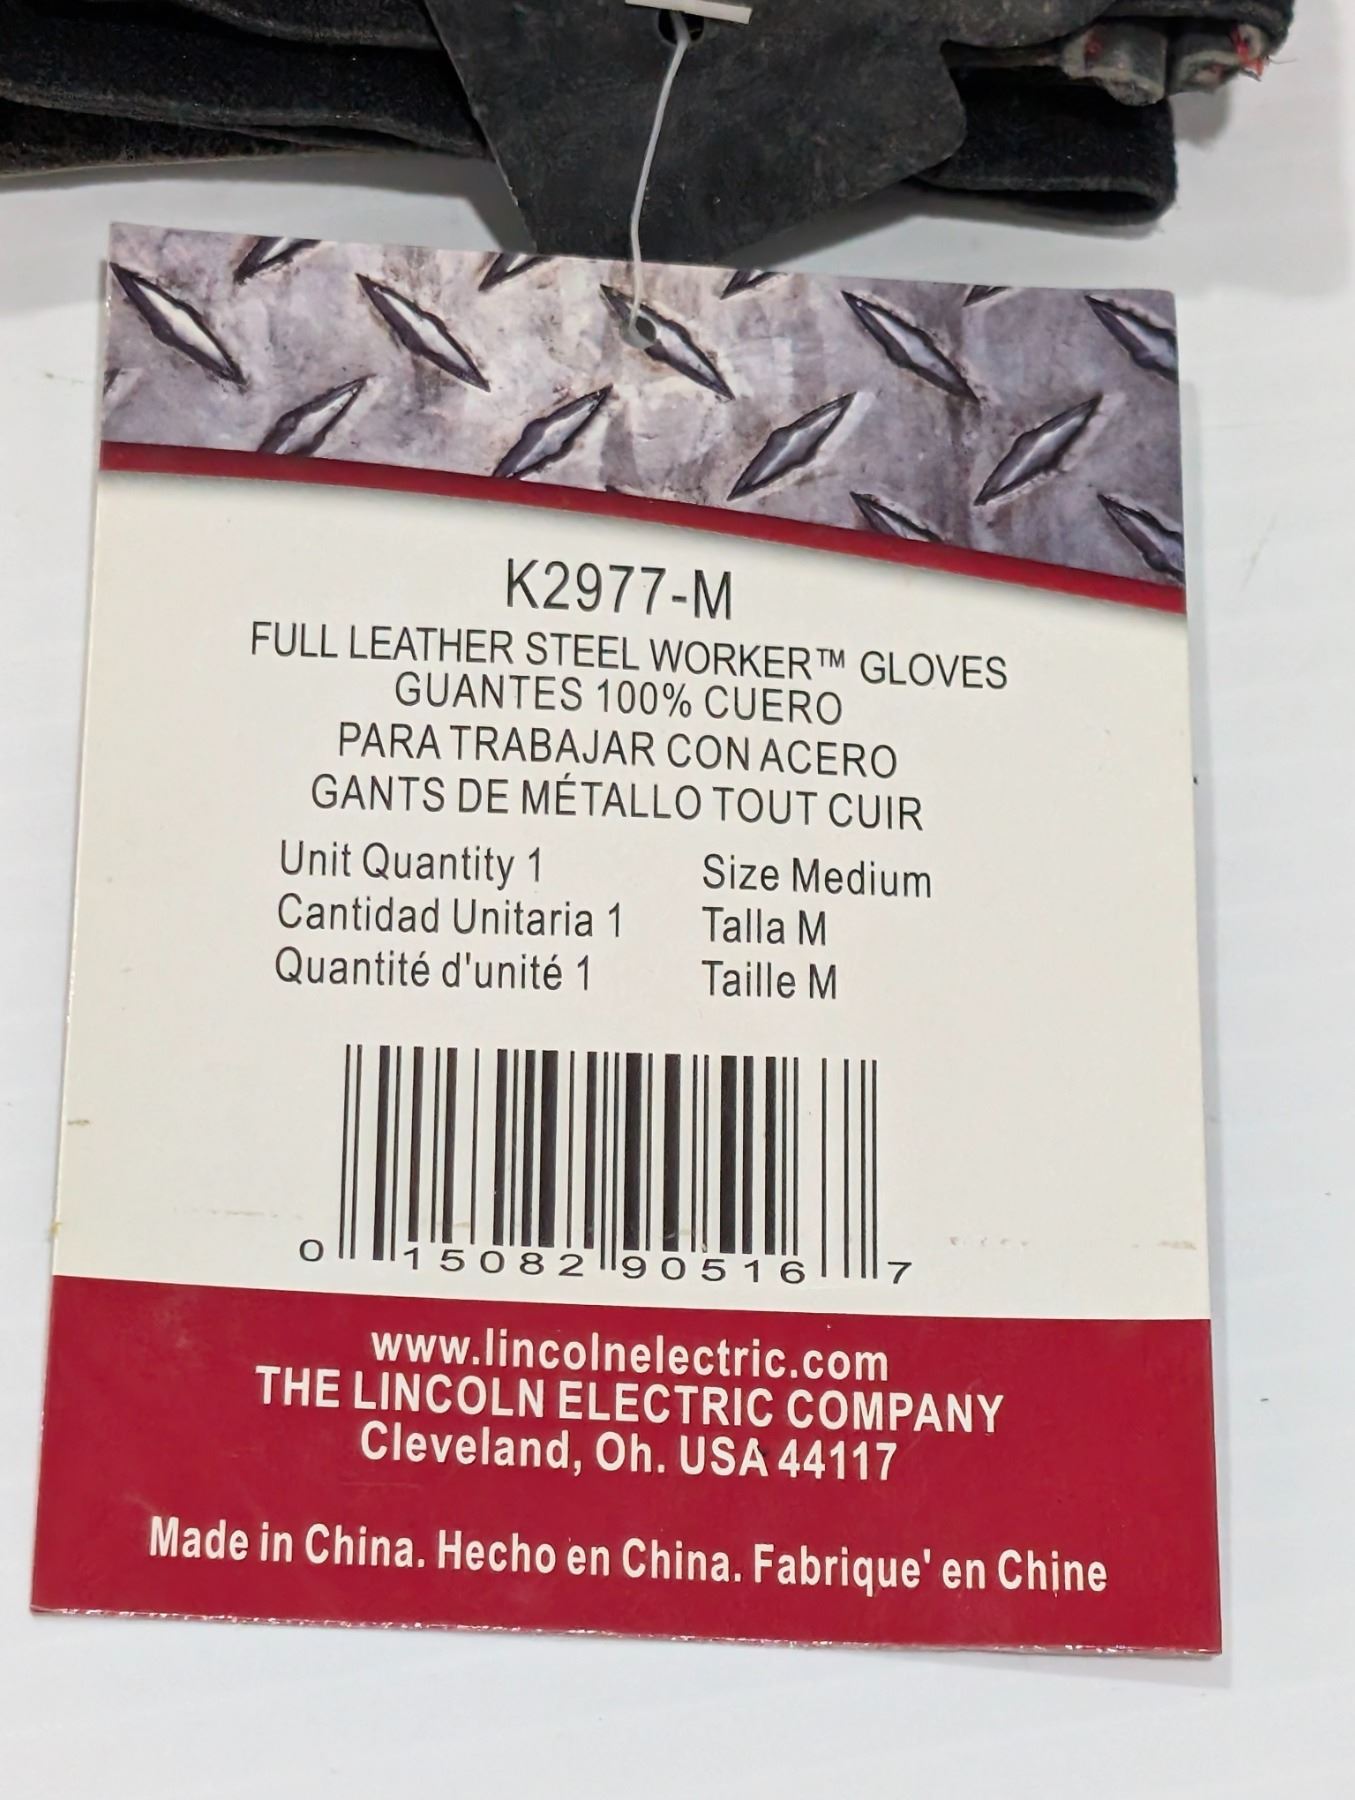 K2977-M
FULL LEATHER STEEL WORKER™ GLOVES
GUANTES 100% CUERO
PARA TRABAJAR CON ACERO
GANTS DE MÉTALLO TOUT CUIR
Unit Quantity 1 Size Medium
Cantidad Unitaria 1 Talla M
Quantité d'unité 1 Taille M
0 15082 90516 7
www.lincolnelectric.com
THE LINCOLN ELECTRIC COMPANY
Cleveland, Oh. USA 44117
Made in China. Hecho en China. Fabrique' en Chine